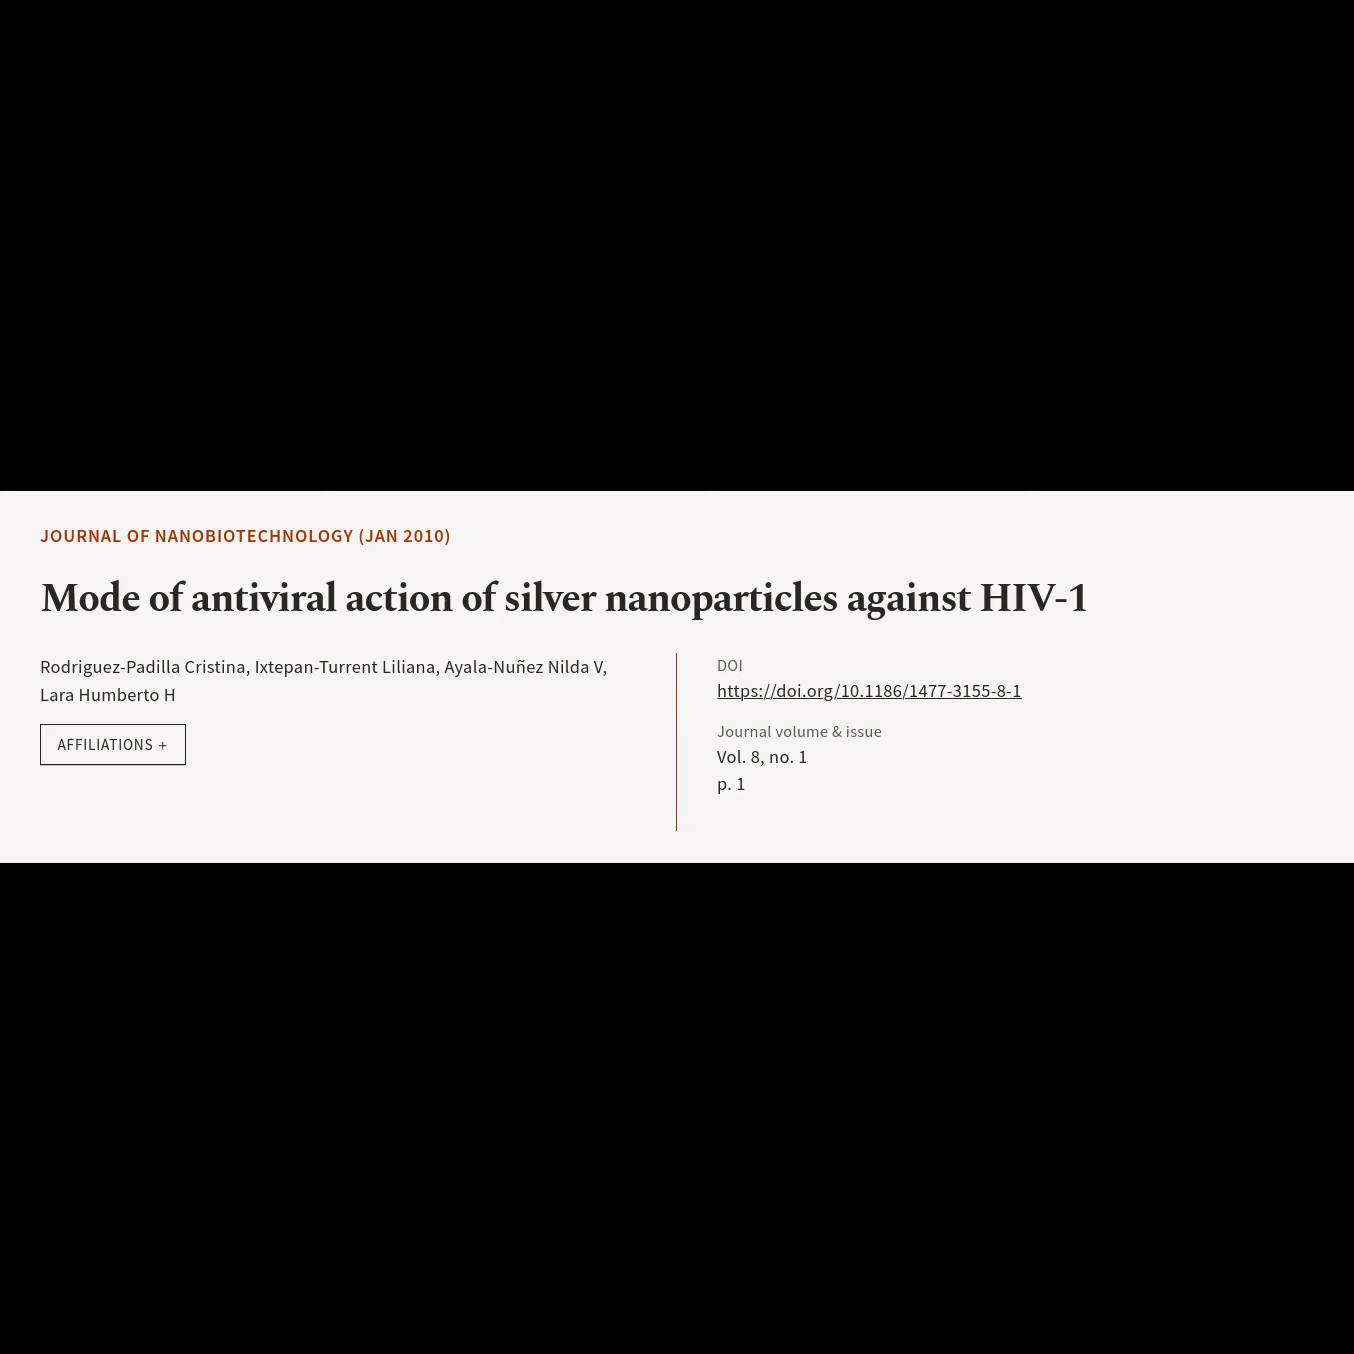 JOURNAL OF NANOBIOTECHNOLOGY (JAN 2010)
Mode of antiviral action of silver nanoparticles against HIV-1
Rodriguez-Padilla Cristina, Ixtepan-Turrent Liliana, Ayala-Nuñez Nilda V,
Lara Humberto H
AFFILIATIONS +
DOI
https://doi.org/10.1186/1477-3155-8-1
Journal volume & issue
Vol. 8, no. 1
p. 1